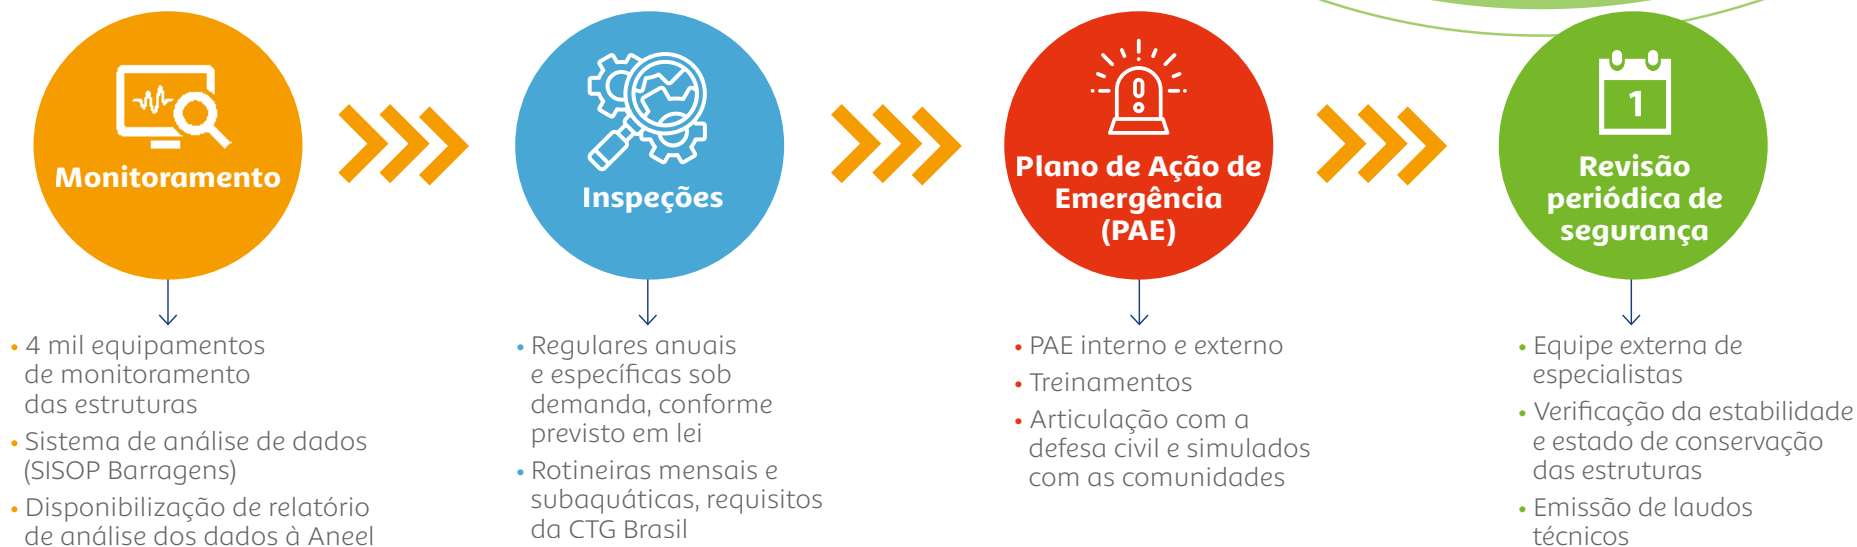 Monitoramento
• 4 mil equipamentos
de monitoramento
das estruturas
• Sistema de análise de dados
(SISOP Barragens)
• Disponibilização de relatório
de análise dos dados à Aneel
Inspeções
• Regulares anuais
e específicas sob
demanda, conforme
previsto em lei
• Rotineiras mensais e
subaquáticas, requisitos
da CTG Brasil
Plano de Ação de
Emergência
(PAE)
• PAE interno e externo
• Treinamentos
• Articulação com a
defesa civil e simulados
com as comunidades
1
Revisão
periódica de
segurança
• Equipe externa de
especialistas
• Verificação da estabilidade
e estado de conservação
das estruturas
• Emissão de laudos
técnicos